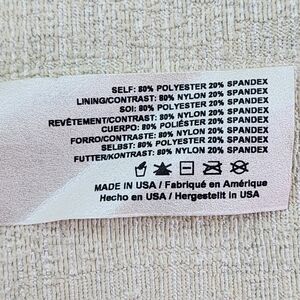 SELF: 80% POLYESTER 20% SPANDEX
LINING/CONTRAST: 80% NYLON 20% SPANDEX
SOI: 80% POLYESTER 20% SPANDEX
REVÊTEMENT/CONTRAST: 80% NYLON 20% SPANDEX
CUERPO: 80% POLIÉSTER 20% SPANDEX
FORRO/CONTRASTE: 80% NYLON 20% SPANDEX
SELBST: 80% POLYESTER 20% SPANDEX
FUTTER/KONTRAST: 80% NYLON 20% SPANDEX
MADE IN USA / Fabriqué en Amérique
Hecho en USA / Hergestellt in USA